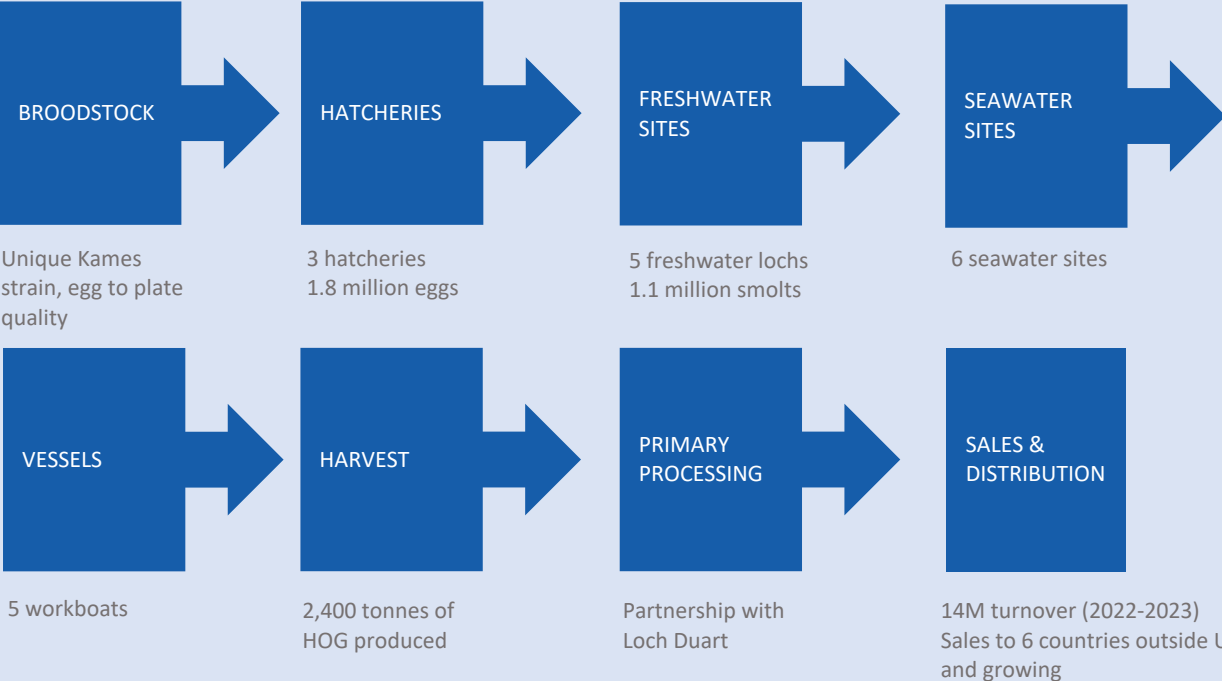 BROODSTOCK
HATCHERIES
FRESHWATER
SITES
SEAWATER
SITES
Unique Kames
strain, egg to plate
quality
3 hatcheries
1.8 million eggs
5 freshwater lochs
1.1 million smolts
6 seawater sites
VESSELS
HARVEST
PRIMARY
PROCESSING
SALES &
DISTRIBUTION
5 workboats
2,400 tonnes of
HOG produced
Partnership with
Loch Duart
14M turnover (2022-2023)
Sales to 6 countries outside
and growing